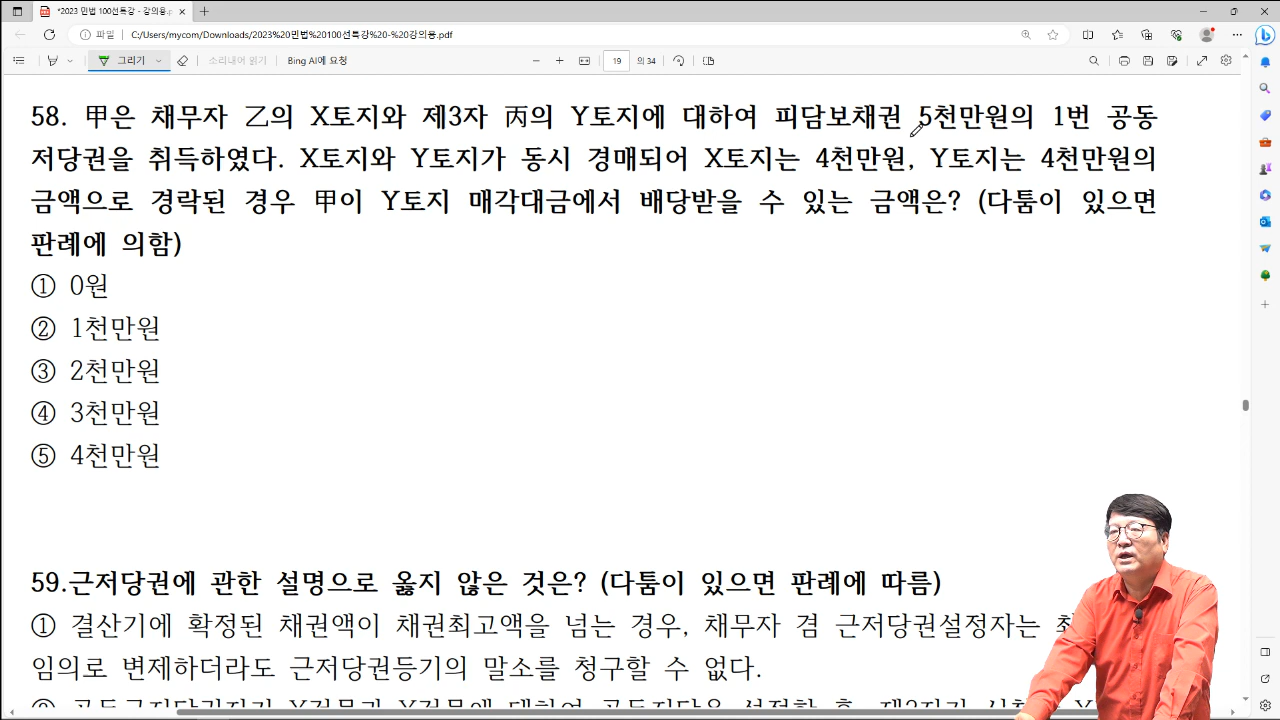 *2023 민법 100선특강 - 강의용.p
파일 C:/Users/mycom/Downloads/2023%20민법%20100선특강%20-%20강의용.pdf
그리기 소리내어 읽기 Bing AI에 요청 19 의 34
58. 甲은 채무자 乙의 X토지와 제3자 丙의 Y토지에 대하여 피담보채권 5천만원의 1번 공동
저당권을 취득하였다. X토지와 Y토지가 동시 경매되어 X토지는 4천만원, Y토지는 4천만원의
금액으로 경락된 경우 甲이 Y토지 매각대금에서 배당받을 수 있는 금액은? (다툼이 있으면
판례에 의함)
① 0원
② 1천만원
③ 2천만원
④ 3천만원
⑤ 4천만원
59.근저당권에 관한 설명으로 옳지 않은 것은? (다툼이 있으면 판례에 따름)
① 결산기에 확정된 채권액이 채권최고액을 넘는 경우, 채무자 겸 근저당권설정자는
임의로 변제하더라도 근저당권등기의 말소를 청구할 수 없다.